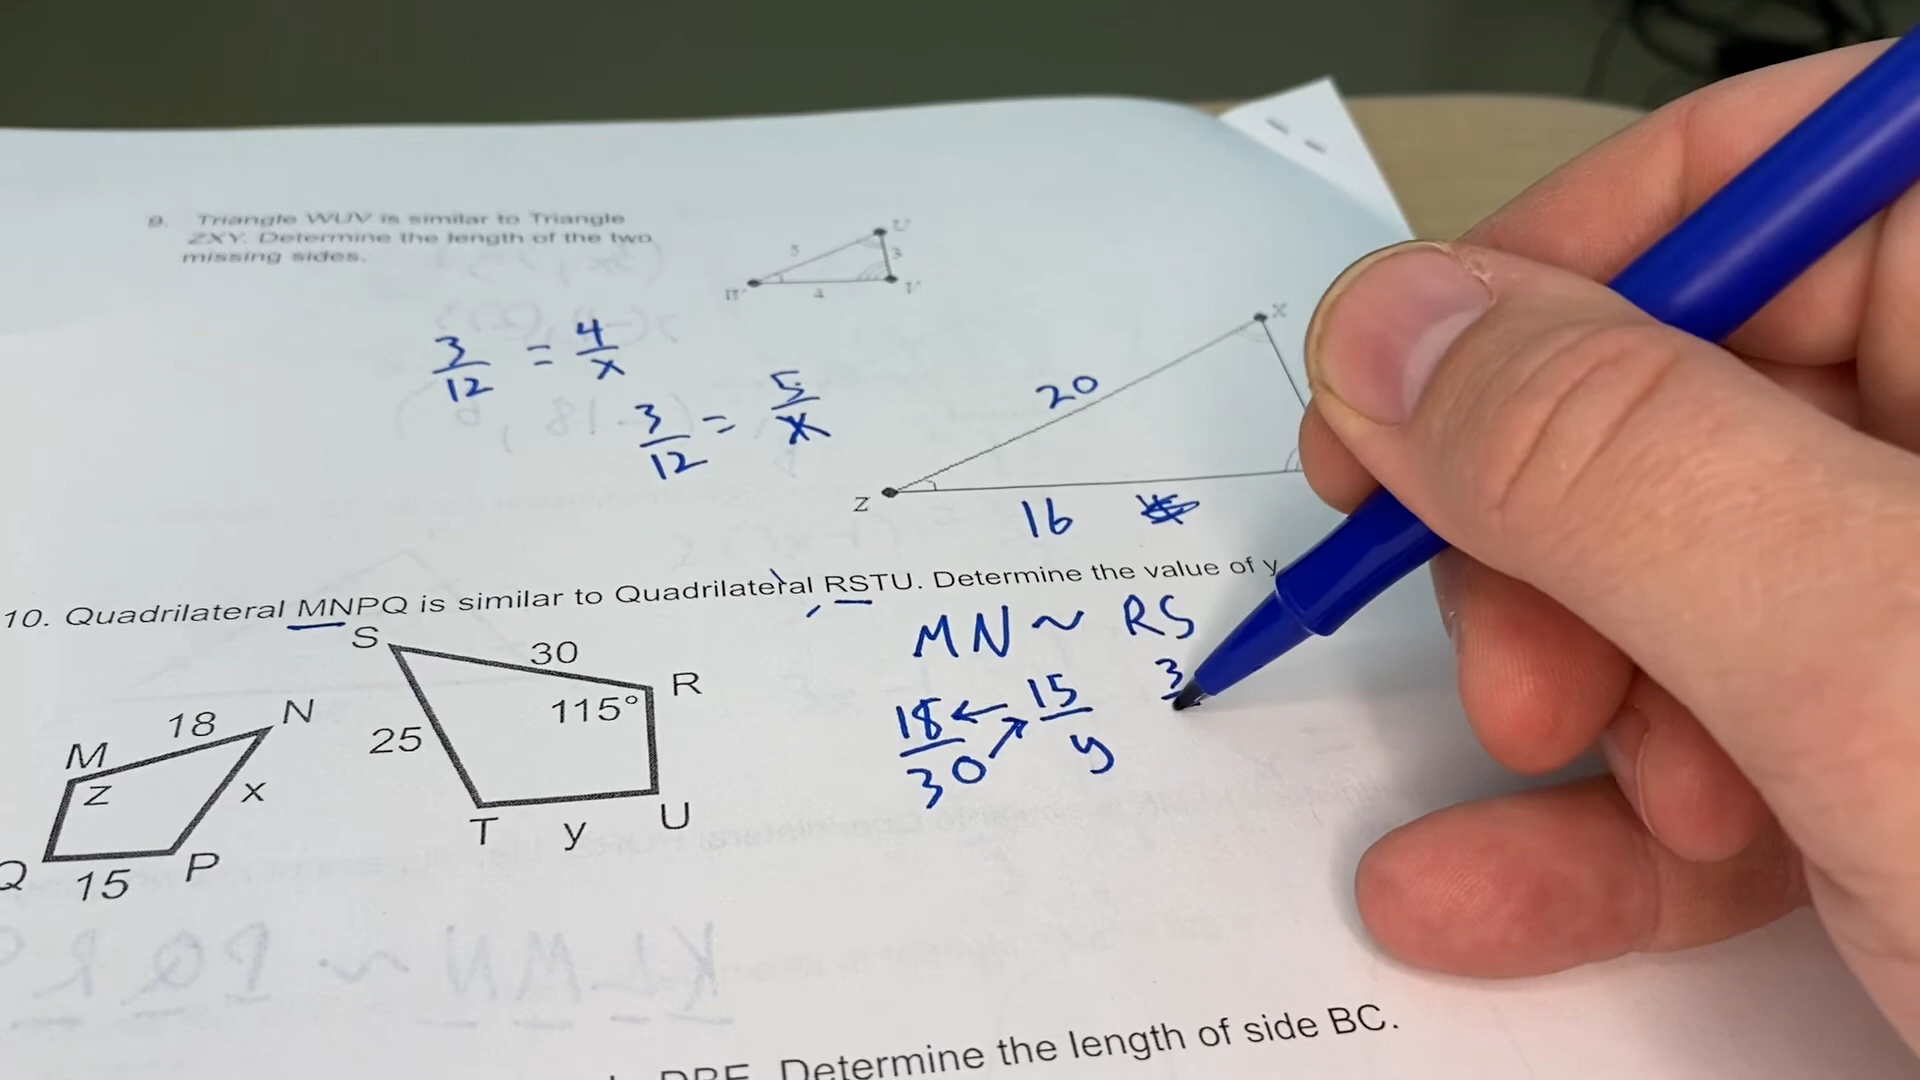 9. Triangle WUV is similar to Triangle
ZXY. Determine the length of the two
missing sides.
U
5
3
W
4
V
3/12 = 4/x
3/12 = 5/x
X
20
Z
16
10. Quadrilateral MNPQ is similar to Quadrilateral RSTU. Determine the value of y
MN ~ RS
18/30 15/y
3
S
30
R
115°
25
T
y
U
18
N
M
Z
x
Q
15
P
Determine the length of side BC.